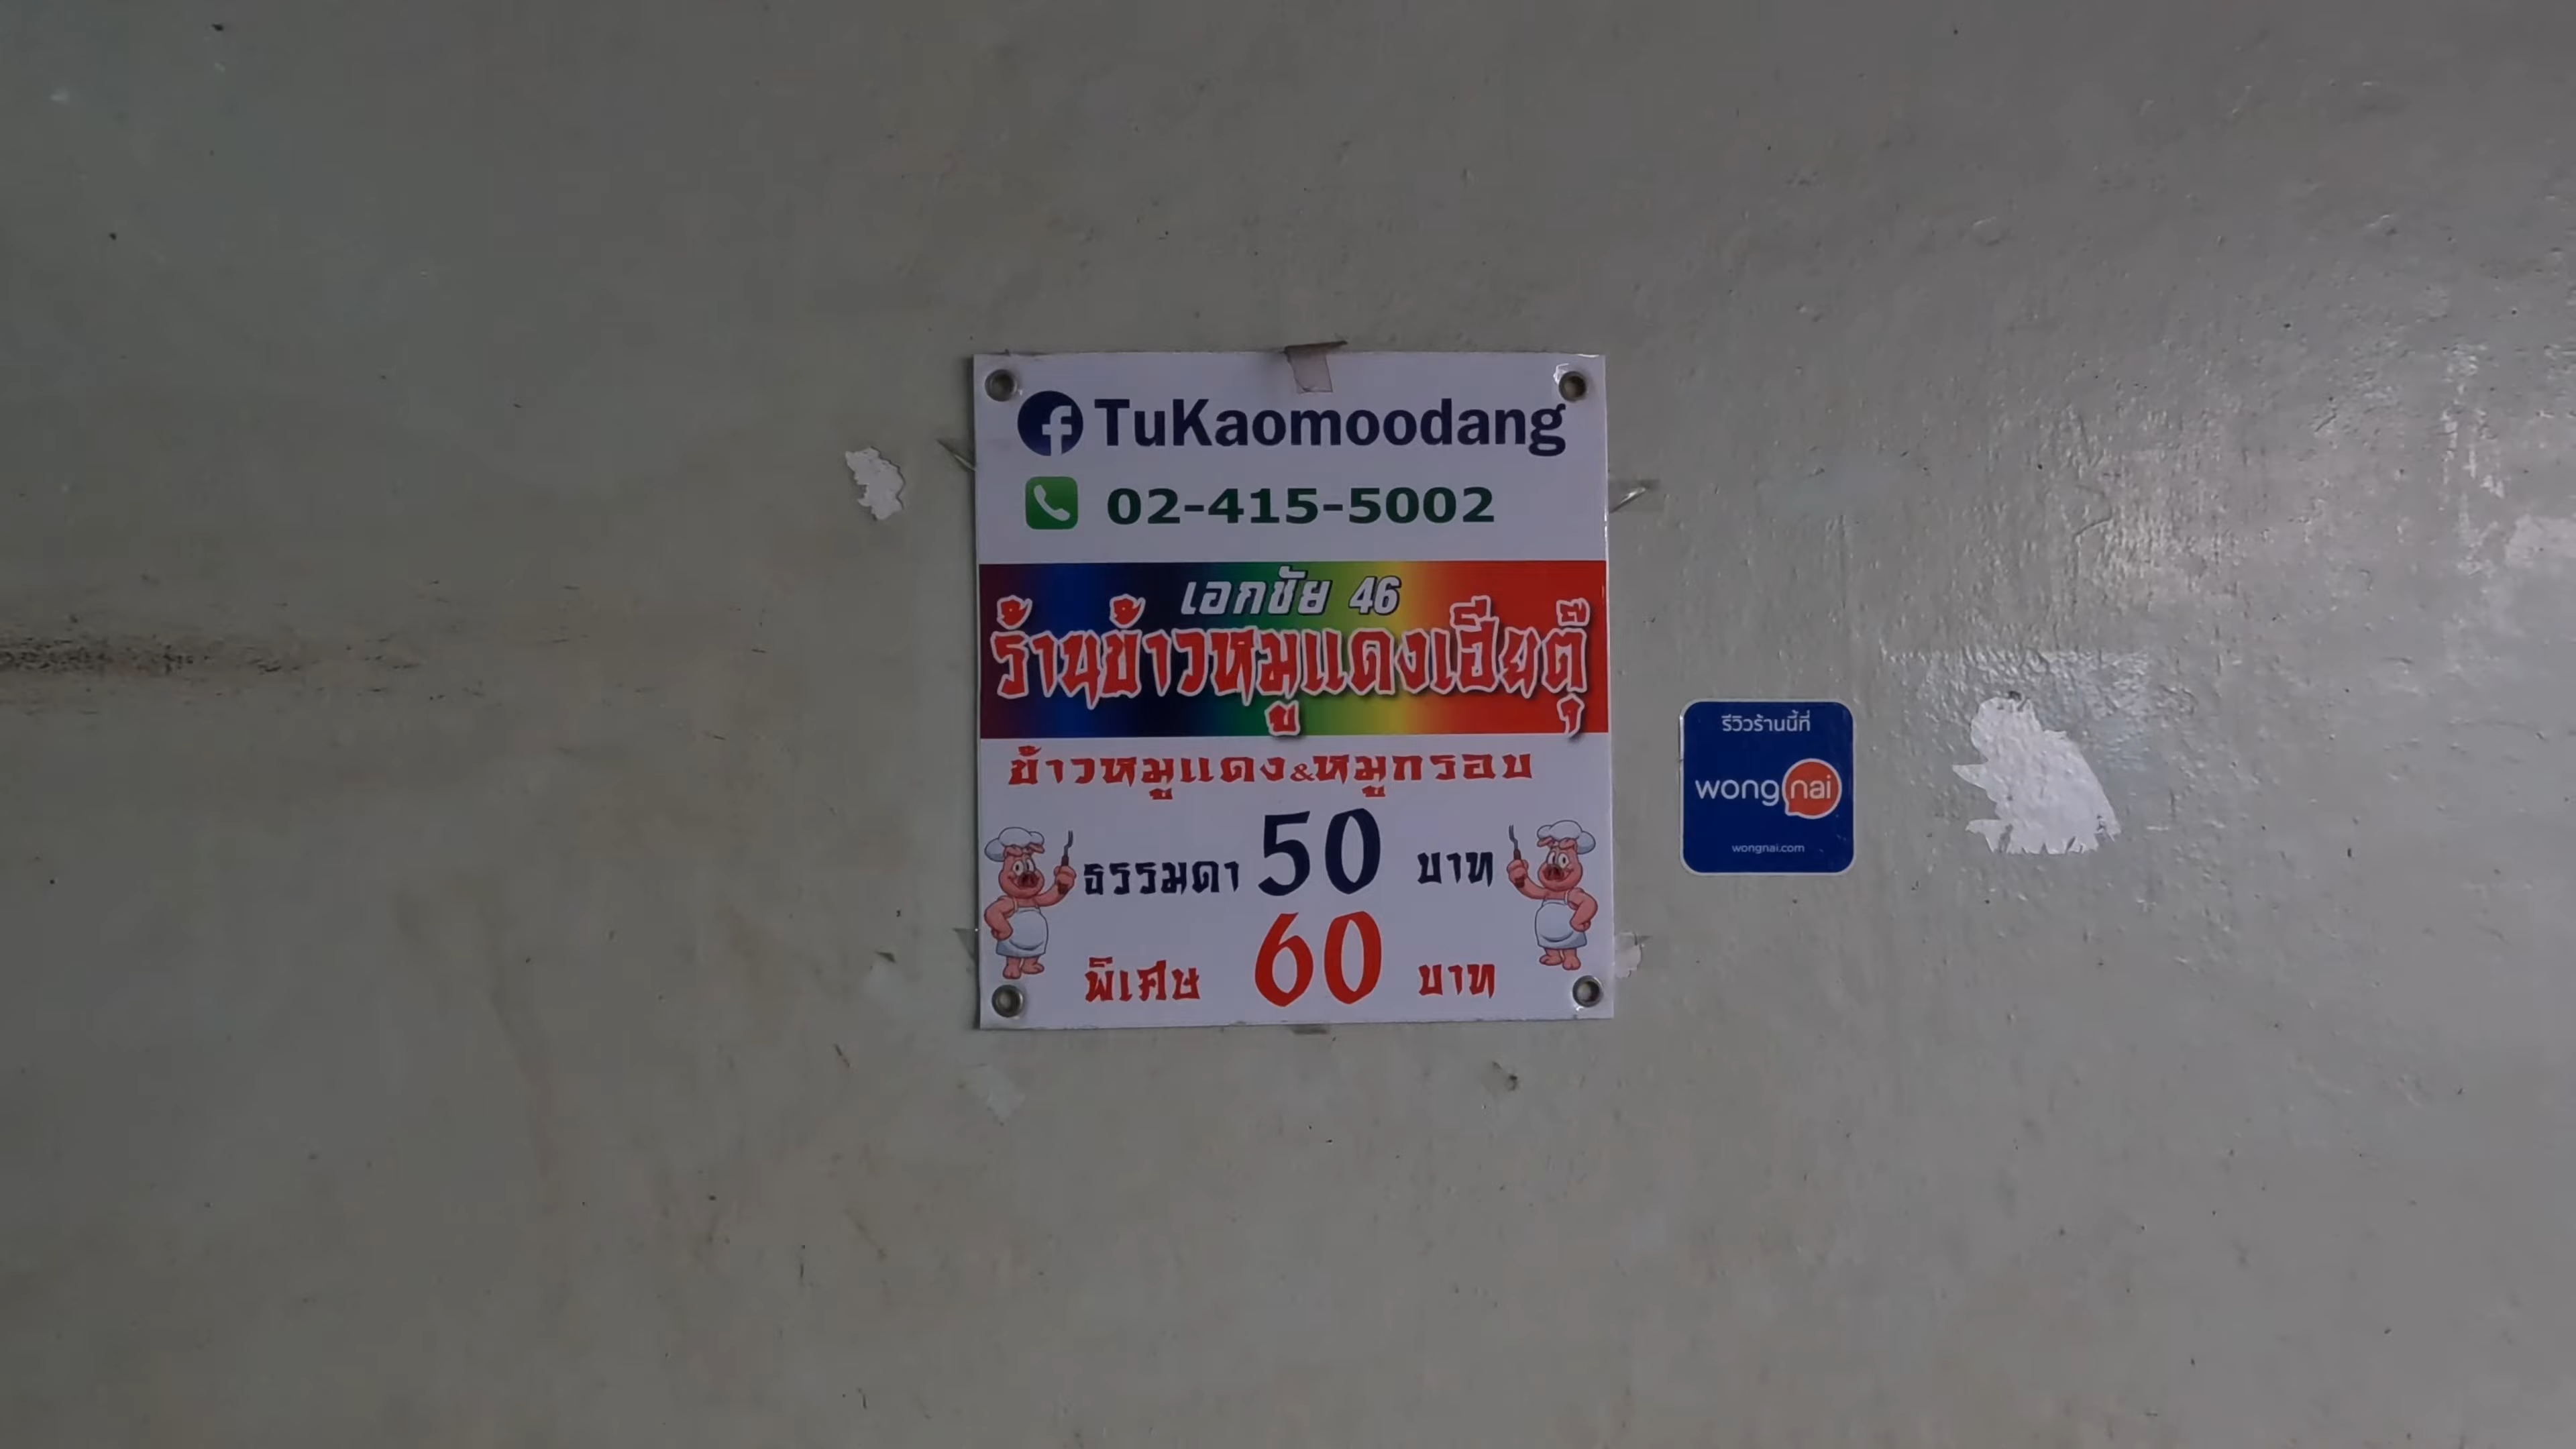 TuKaomoodang
02-415-5002
เอกชัย 46
ร้านข้าวหมูแดงเฮียตุ๊
ข้าวหมูแดง&หมูกรอบ
ธรรมดา 50 บาท
พิเศษ 60 บาท
รีวิวร้านนี้ที่
wongnai
wongnai.com